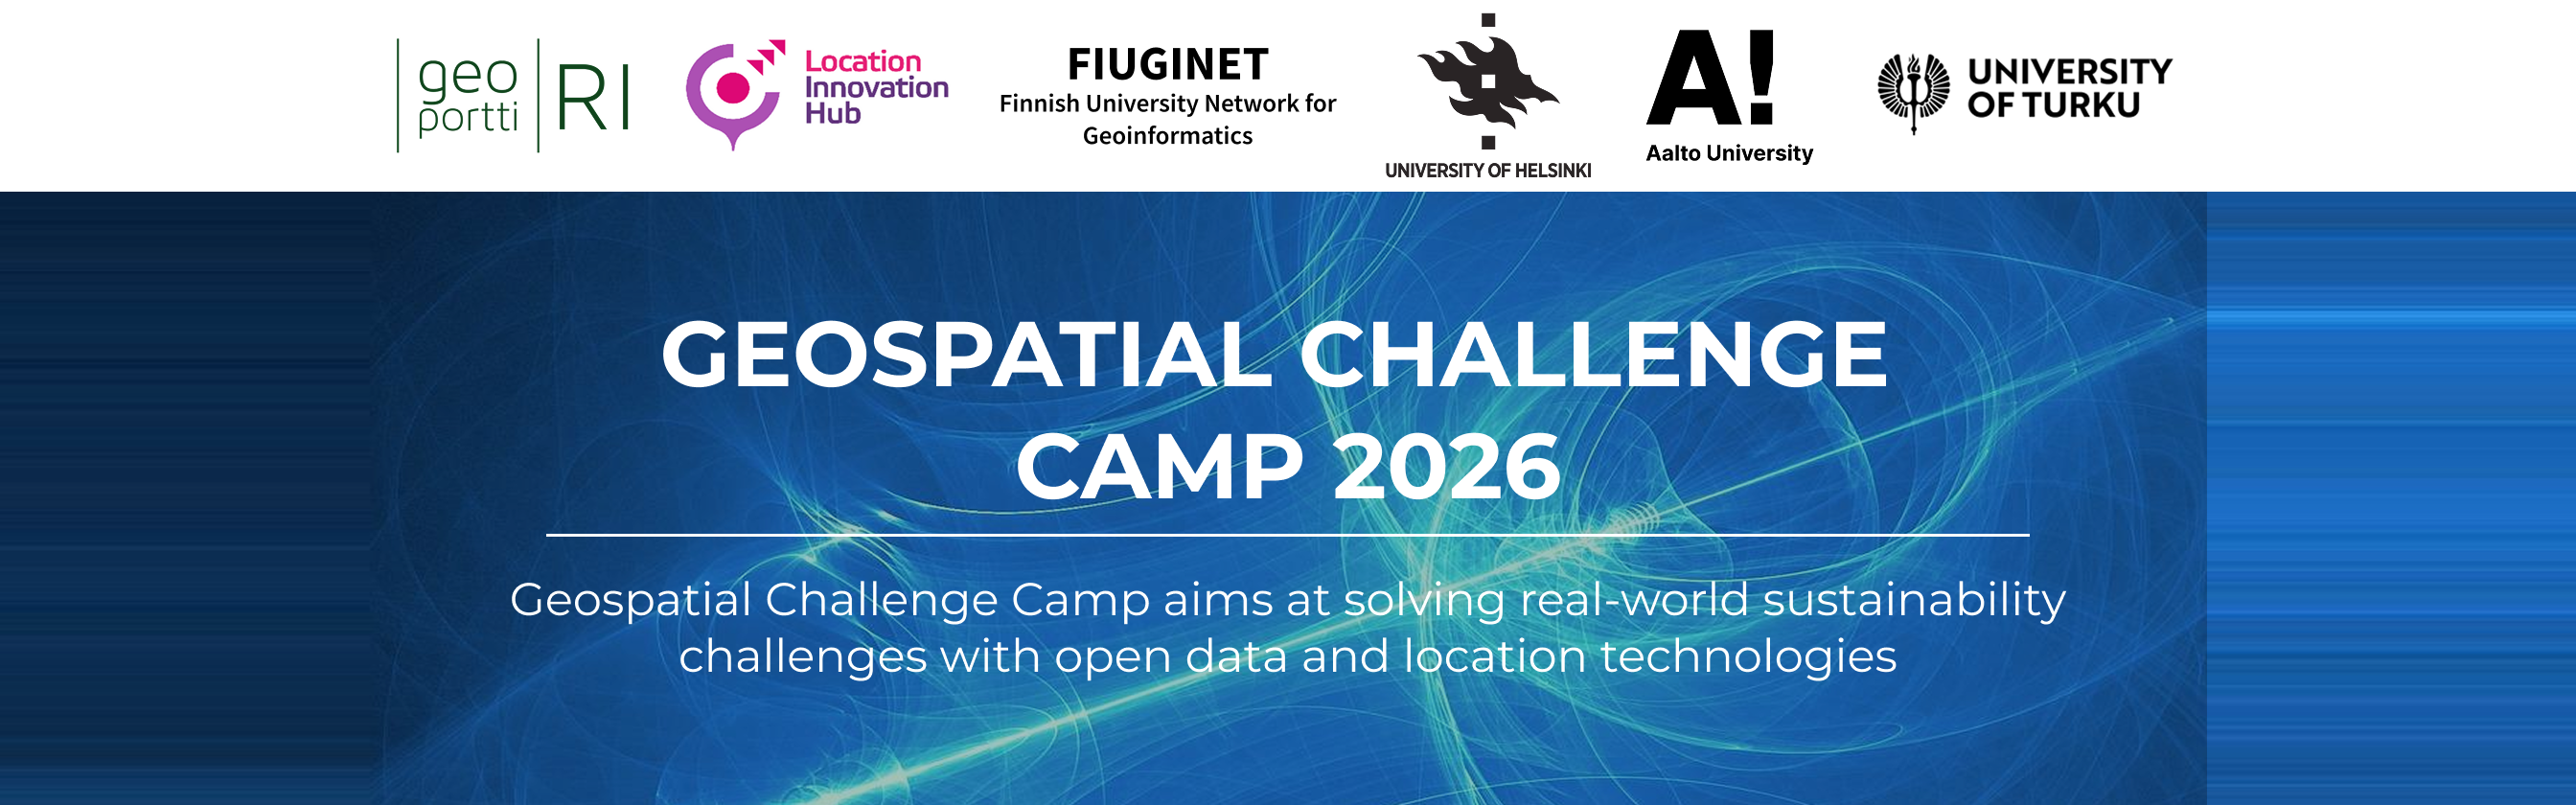 geo
portti
RI
Location
Innovation
Hub
FIUGINET
Finnish University Network for
Geoinformatics
UNIVERSITY OF HELSINKI
A!
Aalto University
UNIVERSITY
OF TURKU
GEOSPATIAL CHALLENGE
CAMP 2026
Geospatial Challenge Camp aims at solving real-world sustainability
challenges with open data and location technologies